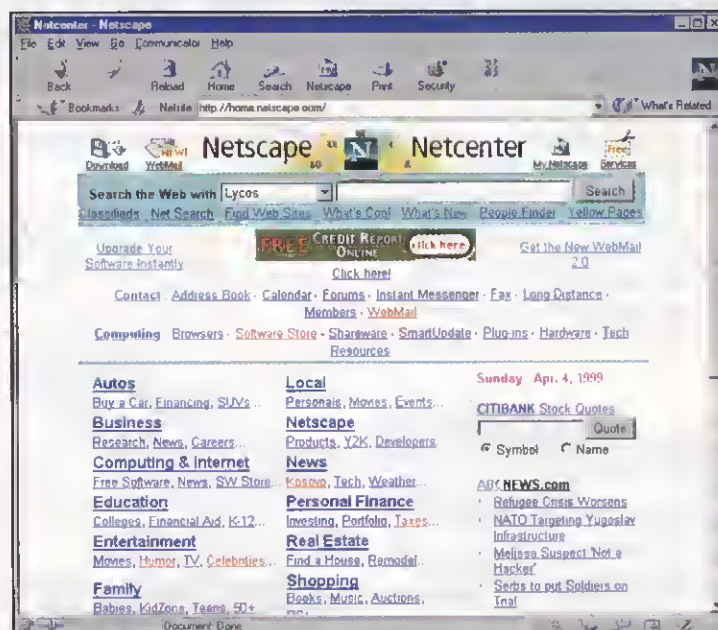 Netcenter - Netscape
File Edit View Go Communicator Help
Back Reload Home Search Netscape Print Security
Bookmarks Netsite http://home.netscape.com/ What's Related
Netscape N Netcenter
Download WebMail NEW! My Netscape Free Services
Search the Web with Lycos Search
Classifieds Net Search Find Web Sites What's Cool What's New People Finder Yellow Pages
Upgrade Your Software Instantly
FREE CREDIT REPORT ONLINE click here
Click here!
Get the New WebMail 2.0
Contact · Address Book · Calendar · Forums · Instant Messenger · Fax · Long Distance ·
Members · WebMail
Computing Browsers · Software Store · Shareware · SmartUpdate · Plug-ins · Hardware · Tech
Resources
Autos
Buy a Car, Financing, SUVs...
Business
Research, News, Careers...
Computing & Internet
Free Software, News, SW Store...
Education
Colleges, Financial Aid, K-12...
Entertainment
Movies, Humor, TV, Celebrities...
Family
Babies, KidZone, Teens, 50+
Local
Personals, Movies, Events...
Netscape
Products, Y2K, Developers
News
Kosovo, Tech, Weather...
Personal Finance
Investing, Portfolio, Taxes...
Real Estate
Find a House, Remodel...
Shopping
Books, Music, Auctions,
Sunday Apr. 4, 1999
CITIBANK Stock Quotes
Quote
Symbol Name
ABCNEWS.com
· Refugee Crisis Worsens
· NATO Targeting Yugoslav
Infrastructure
· Melissa Suspect 'Not a
Hacker'
· Serbs to put Soldiers on
Trial
Document: Done